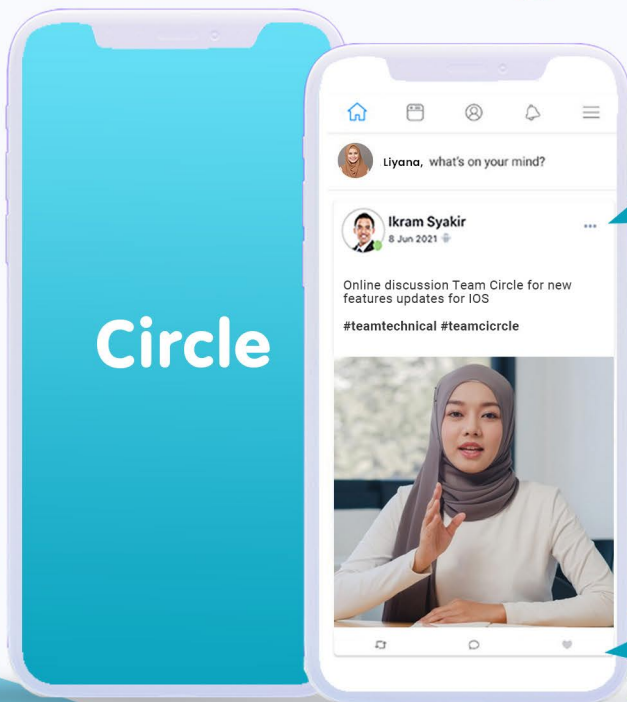 Circle
Liyana, what's on your mind?
Ikram Syakir
8 Jun 2021
Online discussion Team Circle for new
features updates for IOS
#teamtechnical #teamcicrcle